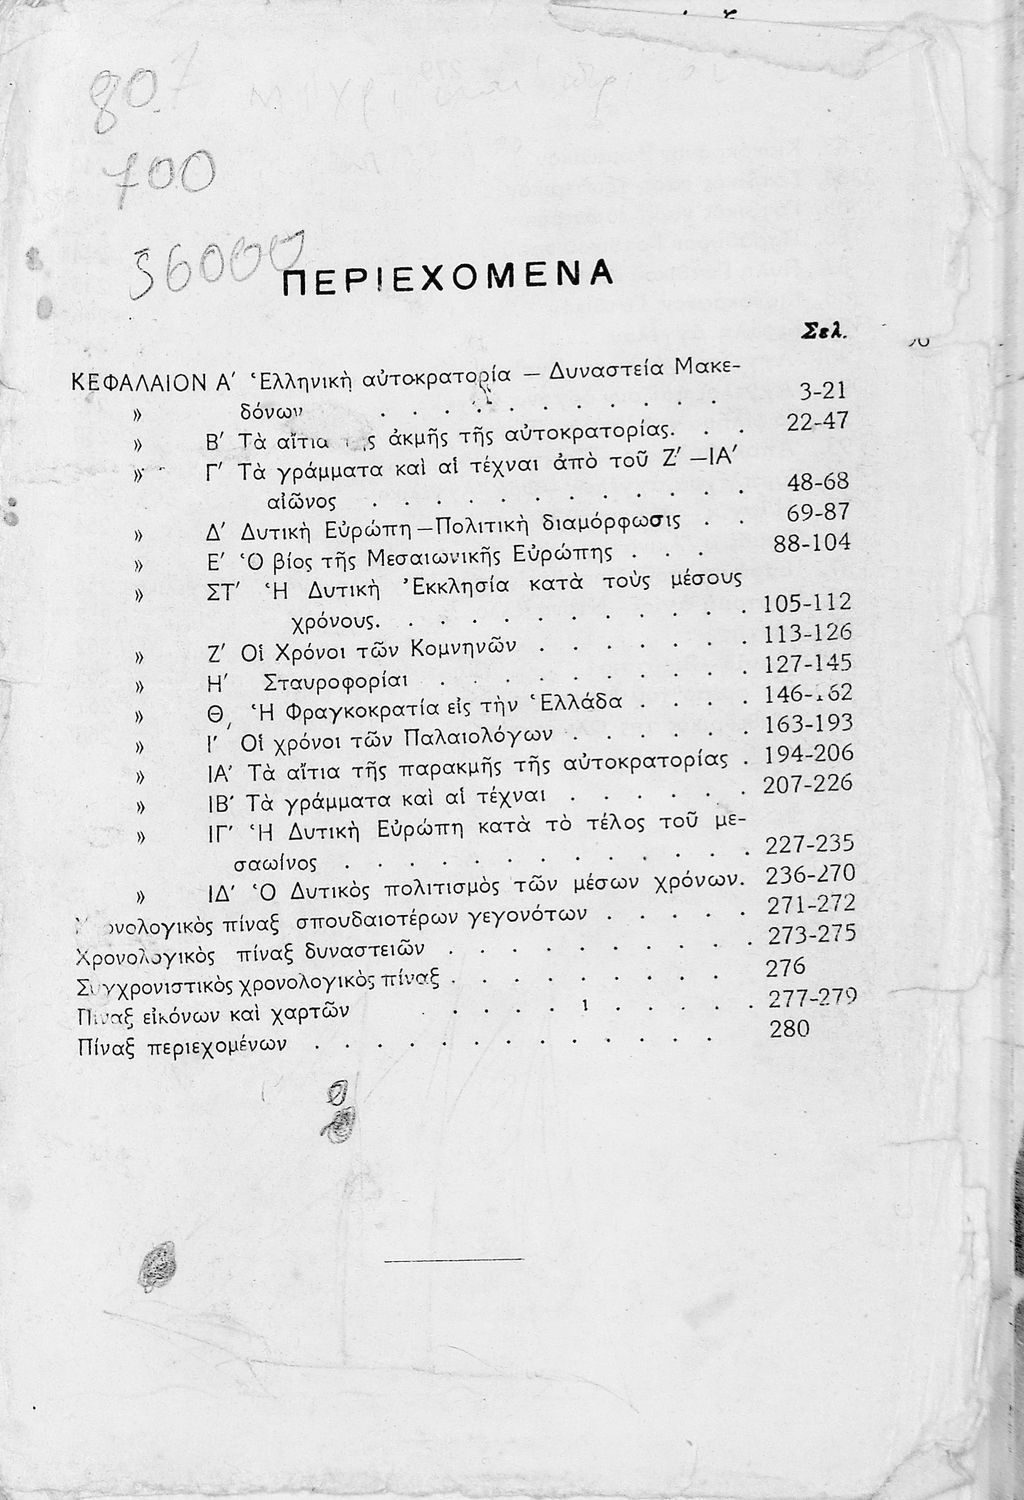 80.
700
36000
ΠΕΡΙΕΧΟΜΕΝΑ
Σελ.
ΚΕΦΑΛΑΙΟΝ Α' Ἑλληνικὴ αὐτοκρατορία — Δυναστεία Μακε-
» δόνων . . . . . . . . . . . 3-21
» Β' Τὰ αἴτια ς ἀκμῆς τῆς αὐτοκρατορίας. . . 22-47
» Γ' Τὰ γράμματα καὶ αἱ τέχναι ἀπὸ τοῦ Ζ' —ΙΑ'
αἰῶνος . . . . . . . . . . . . 48-68
» Δ' Δυτικὴ Εὐρώπη—Πολιτικὴ διαμόρφωσις . . 69-87
» Ε' Ὁ βίος τῆς Μεσαιωνικῆς Εὐρώπης . . . 88-104
» ΣΤ' Ἡ Δυτικὴ Ἐκκλησία κατὰ τοὺς μέσους
χρόνους. . . . . . . . . . . . 105-112
» Ζ' Οἱ Χρόνοι τῶν Κομνηνῶν . . . . . . . 113-126
» Η' Σταυροφορίαι . . . . . . . . . . 127-145
» Θ, Ἡ Φραγκοκρατία εἰς τὴν Ἑλλάδα . . . . 146-162
» Ι' Οἱ χρόνοι τῶν Παλαιολόγων . . . . . . 163-193
» ΙΑ' Τὰ αἴτια τῆς παρακμῆς τῆς αὐτοκρατορίας . 194-206
» ΙΒ' Τὰ γράμματα καὶ αἱ τέχναι . . . . . . 207-226
» ΙΓ' Ἡ Δυτικὴ Εὐρώπη κατὰ τὸ τέλος τοῦ με-
σαωίνος . . . . . . . . . . . . . 227-235
» ΙΔ' Ὁ Δυτικὸς πολιτισμὸς τῶν μέσων χρόνων. 236-270
Χρονολογικὸς πίναξ σπουδαιοτέρων γεγονότων . . . . . 271-272
Χρονολογικὸς πίναξ δυναστειῶν . . . . . . . . . . 273-275
Συγχρονιστικὸς χρονολογικὸς πίναξ . . . . . . . . . 276
Πίναξ εἰκόνων καὶ χαρτῶν . . . . . . . . . . . 277-279
Πίναξ περιεχομένων . . . . . . . . . . . . . 280